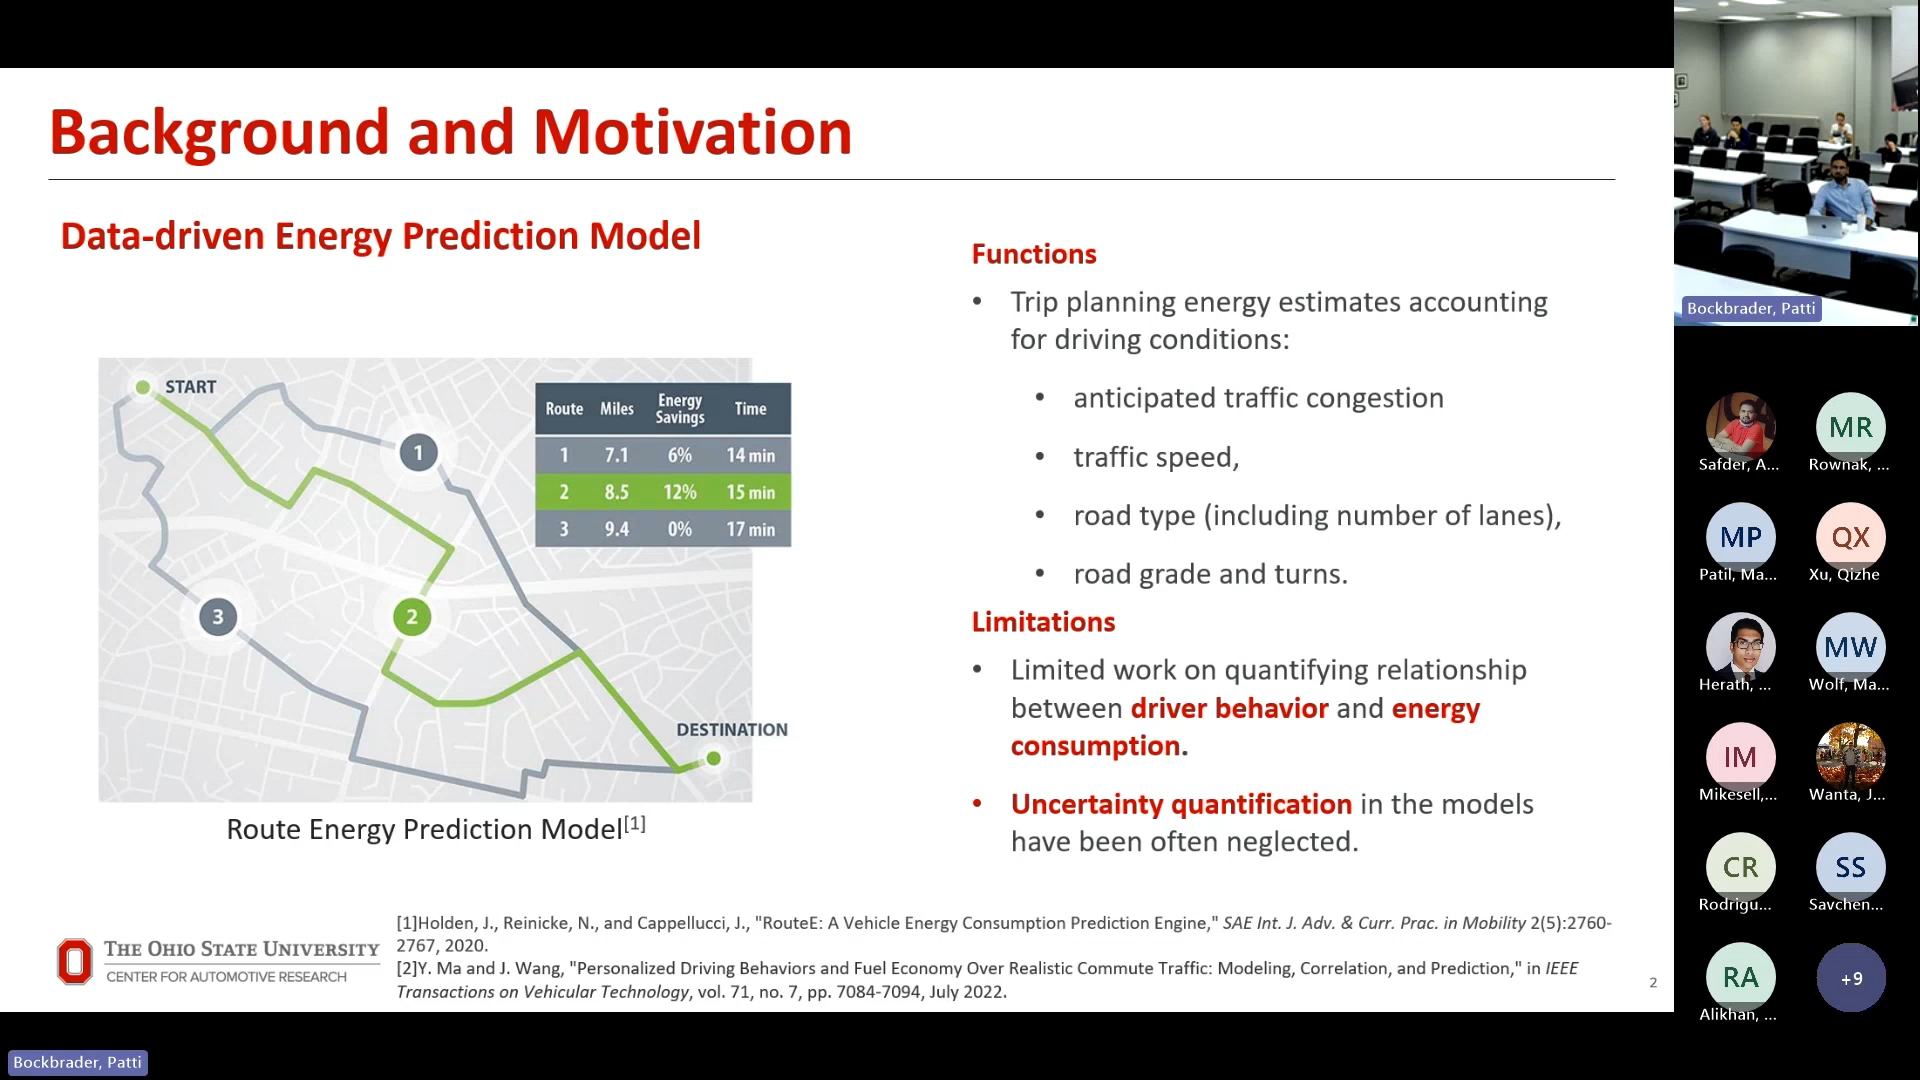 Background and Motivation
Data-driven Energy Prediction Model
START
1
2
3
DESTINATION
Route Miles Energy Savings Time
1 7.1 6% 14 min
2 8.5 12% 15 min
3 9.4 0% 17 min
Route Energy Prediction Model[1]
Functions
• Trip planning energy estimates accounting
for driving conditions:
• anticipated traffic congestion
• traffic speed,
• road type (including number of lanes),
• road grade and turns.
Limitations
• Limited work on quantifying relationship
between driver behavior and energy
consumption.
• Uncertainty quantification in the models
have been often neglected.
[1]Holden, J., Reinicke, N., and Cappellucci, J., "RouteE: A Vehicle Energy Consumption Prediction Engine," SAE Int. J. Adv. & Curr. Prac. in Mobility 2(5):2760-
2767, 2020.
[2]Y. Ma and J. Wang, "Personalized Driving Behaviors and Fuel Economy Over Realistic Commute Traffic: Modeling, Correlation, and Prediction," in IEEE
Transactions on Vehicular Technology, vol. 71, no. 7, pp. 7084-7094, July 2022.
THE OHIO STATE UNIVERSITY
CENTER FOR AUTOMOTIVE RESEARCH
2
Bockbrader, Patti
Safder, A...
MR
Rownak, ...
MP
Patil, Ma...
QX
Xu, Qizhe
Herath, ...
MW
Wolf, Ma...
IM
Mikesell,...
Wanta, J...
CR
Rodrigu...
SS
Savchen...
RA
Alikhan, ...
+9
Bockbrader, Patti